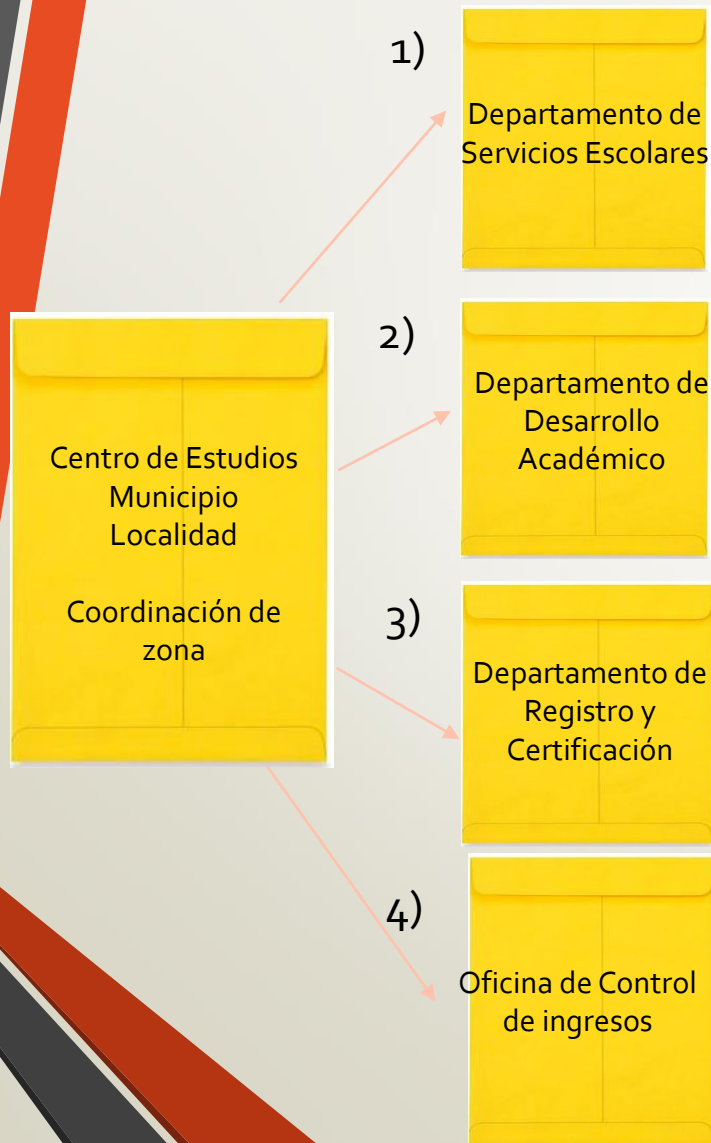 1)
Departamento de
Servicios Escolares
2)
Departamento de
Desarrollo
Académico
Centro de Estudios
Municipio
Localidad
Coordinación de
zona
3)
Departamento de
Registro y
Certificación
4)
Oficina de Control
de ingresos